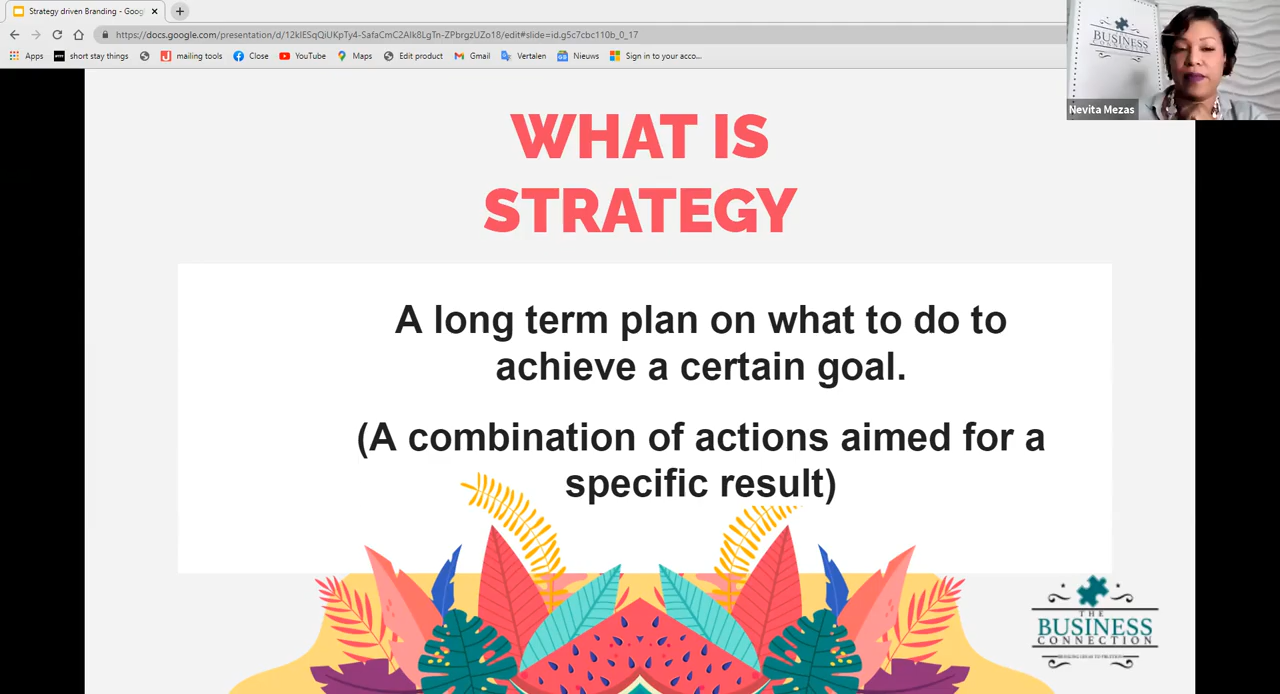 Strategy driven Branding - Goog
https://docs.google.com/presentation/d/12klESqQiUKpTy4-SafaCmC2AIk8gTn-ZPbrgpUZo18/edit#slide=id.g5c7cbc110b_0_17
Apps short stay things mailing tools Close YouTube Maps Edit product Gmail Vertalen Nieuws Sign in to your acco...
BUSINESS
Nevita Mezas
WHAT IS
STRATEGY
A long term plan on what to do to
achieve a certain goal.
(A combination of actions aimed for a
specific result)
THE
BUSINESS
CONNECTION